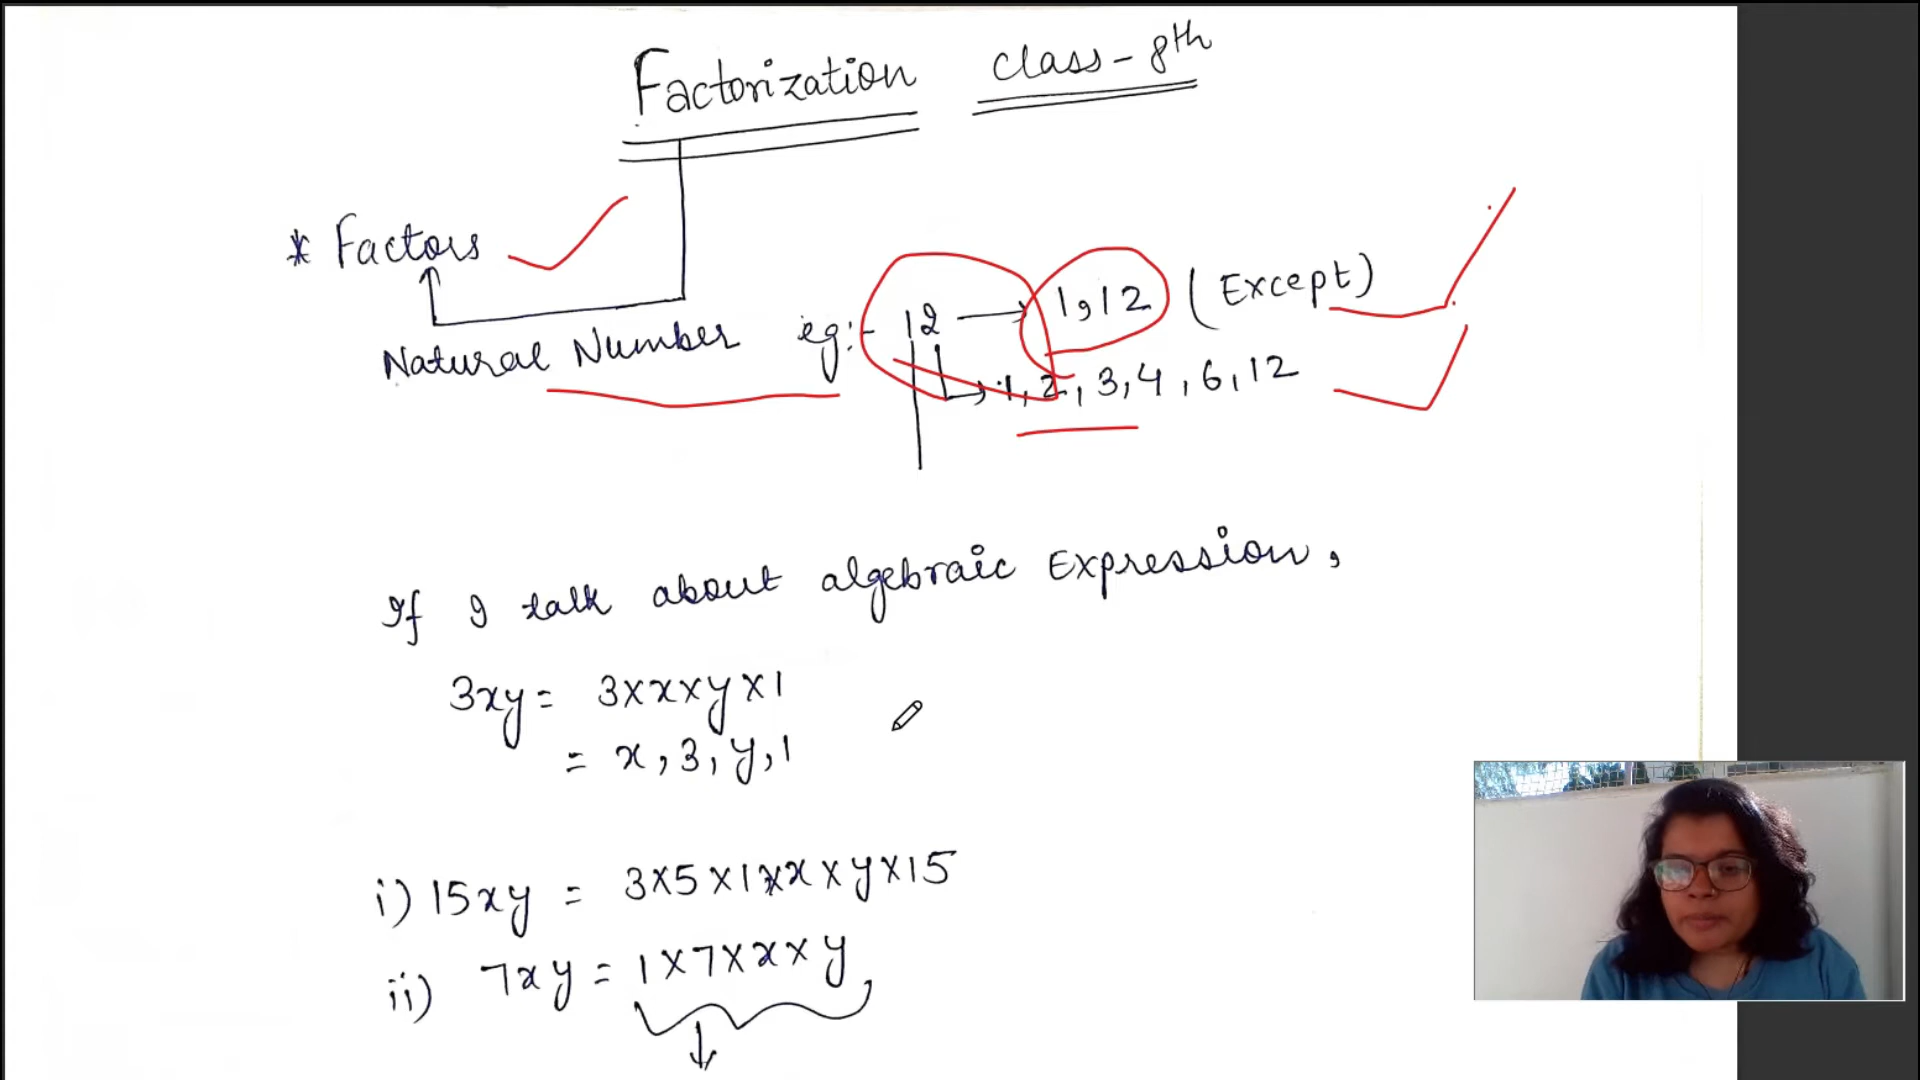 Factorization class-8th
* Factors
Natural Number eg:- 12 → 1,12 (Except)
1, 2, 3, 4, 6, 12
If I talk about algebraic Expression,
3xy = 3×x×y×1
= x, 3, y, 1
i) 15xy = 3×5×1×x×y×15
ii) 7xy = 1×7×x×y